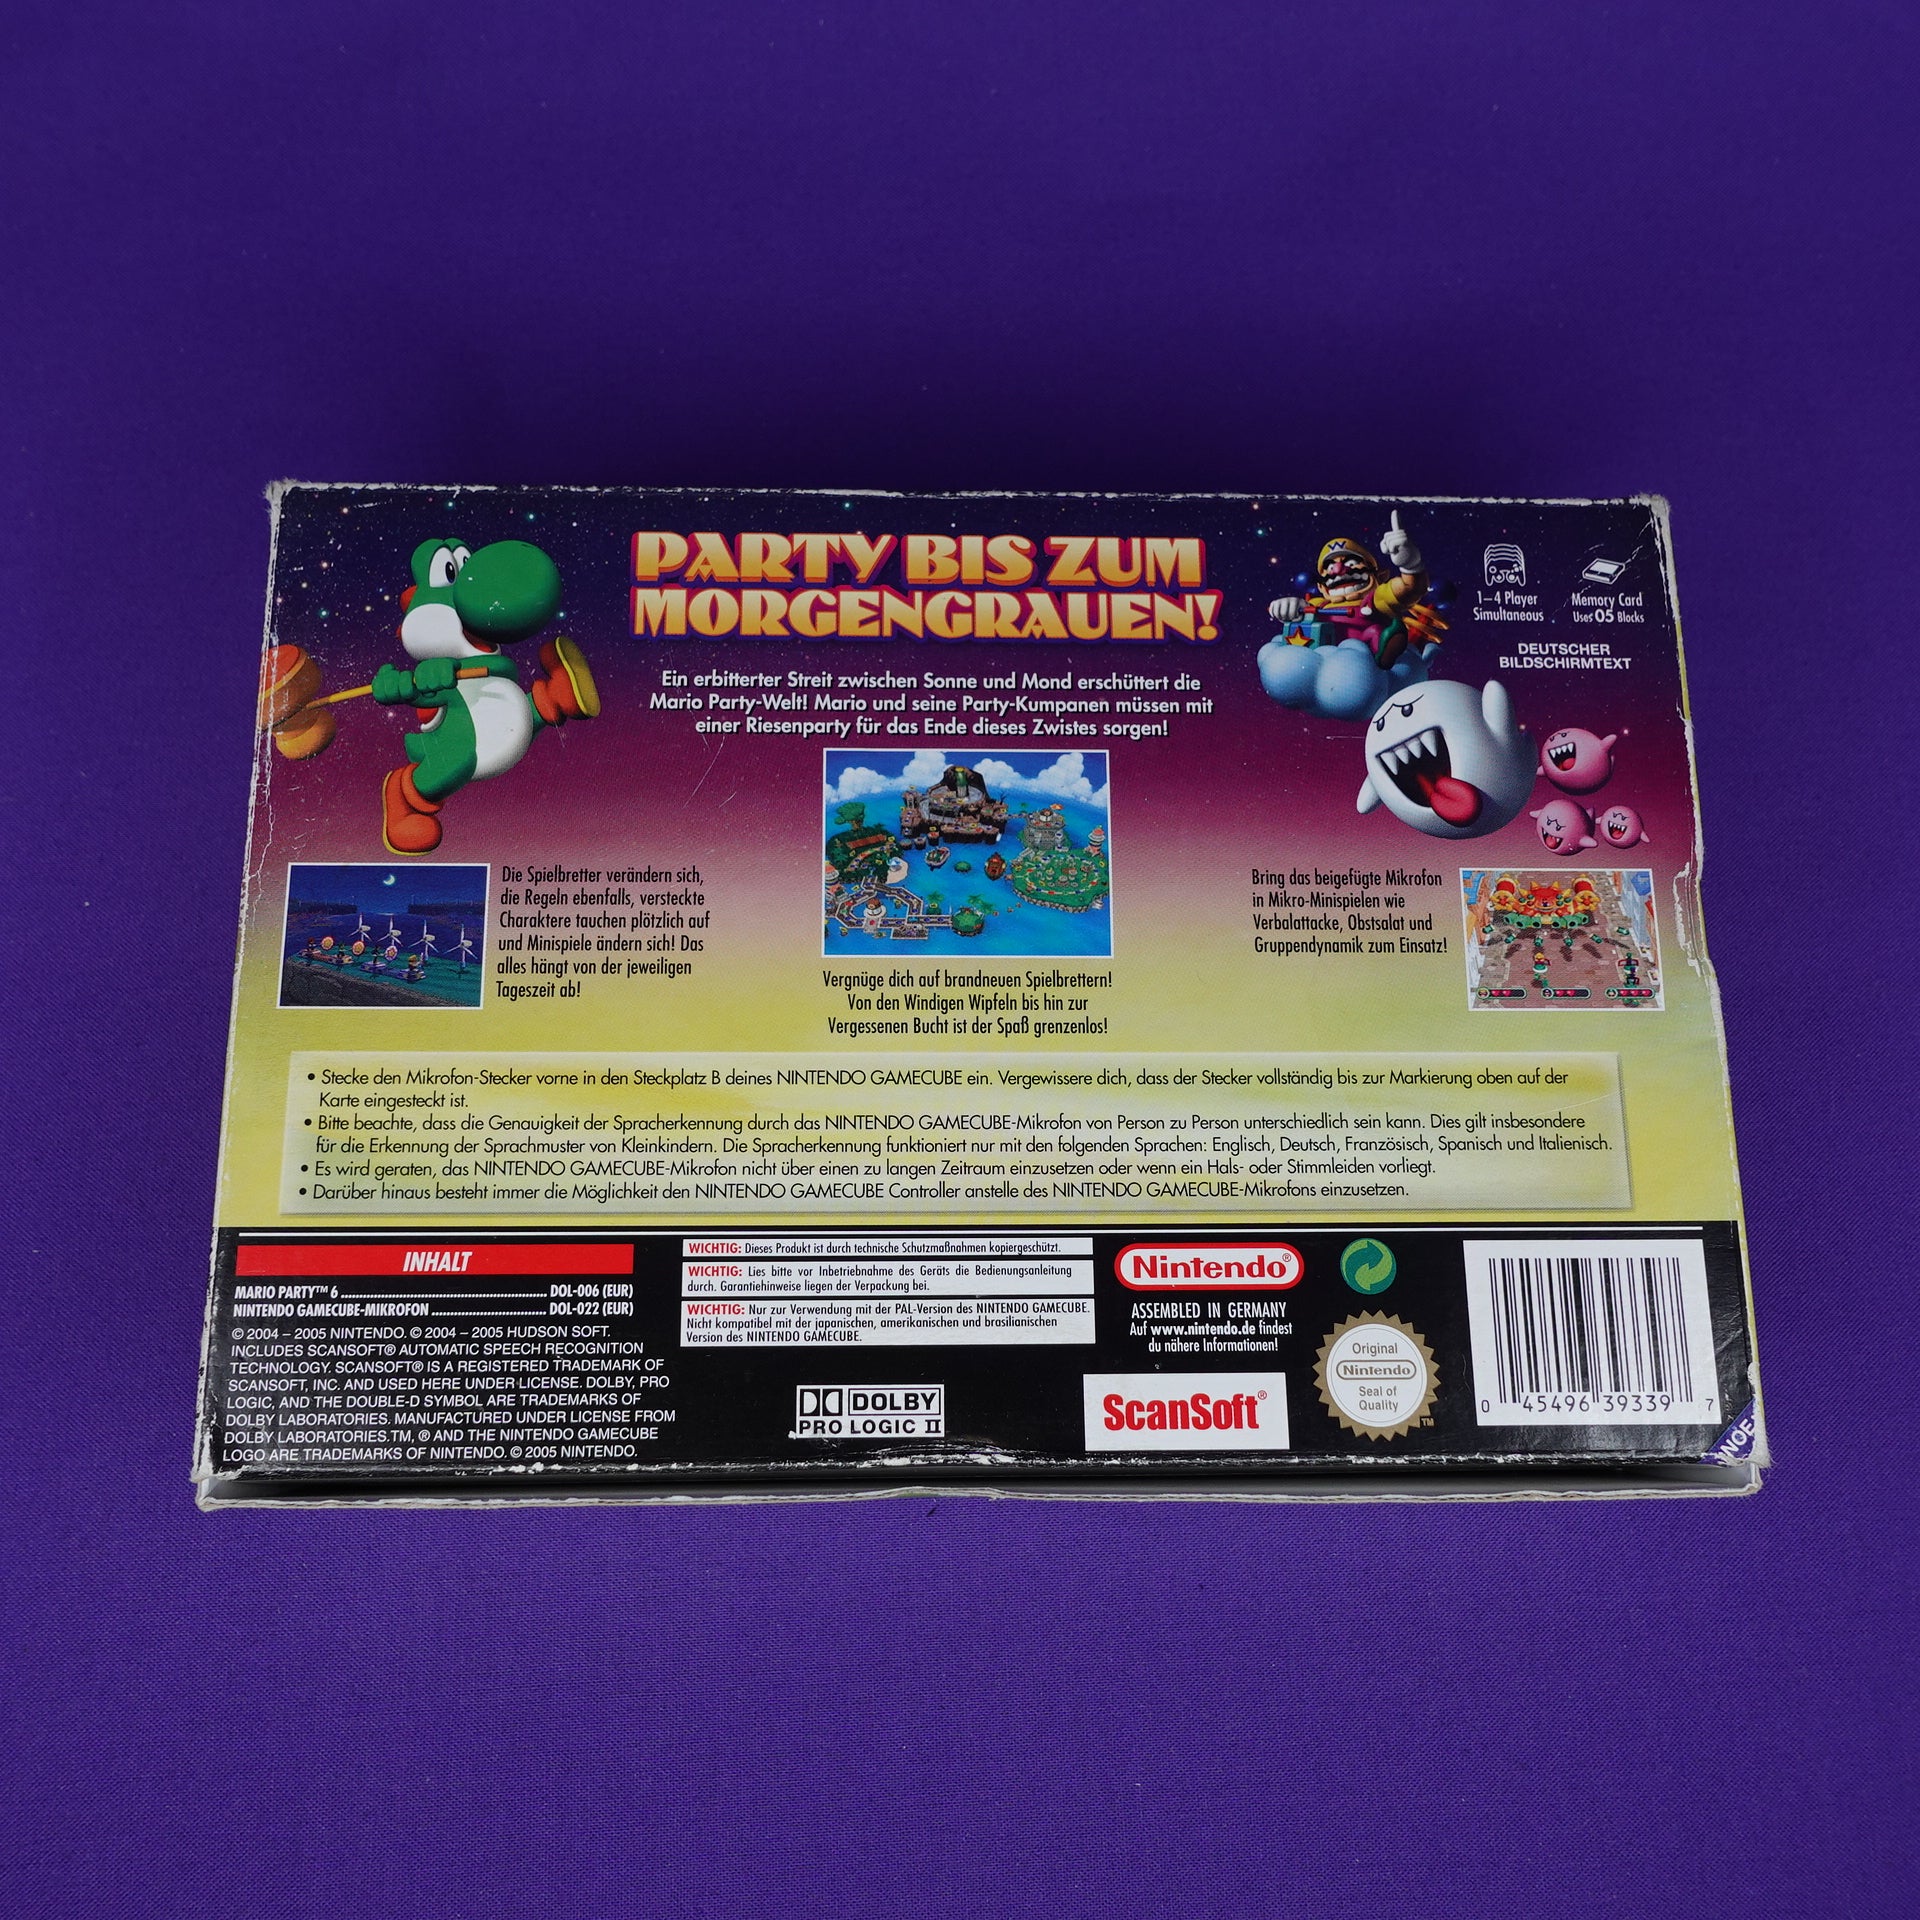 PARTY BIS ZUM
MORGENGRAUEN!
1–4 Player
Simultaneous
Memory Card
Uses 05 Blocks
DEUTSCHER
BILDSCHIRMTEXT
Ein erbitterter Streit zwischen Sonne und Mond erschüttert die
Mario Party-Welt! Mario und seine Party-Kumpanen müssen mit
einer Riesenparty für das Ende dieses Zwistes sorgen!
Die Spielbretter verändern sich,
die Regeln ebenfalls, versteckte
Charaktere tauchen plötzlich auf
und Minispiele ändern sich! Das
alles hängt von der jeweiligen
Tageszeit ab!
Vergnüge dich auf brandneuen Spielbrettern!
Von den Windigen Wipfeln bis hin zur
Vergessenen Bucht ist der Spaß grenzenlos!
Bring das beigefügte Mikrofon
in Mikro-Minispielen wie
Verbalattacke, Obstsalat und
Gruppendynamik zum Einsatz!
• Stecke den Mikrofon-Stecker vorne in den Steckplatz B deines NINTENDO GAMECUBE ein. Vergewissere dich, dass der Stecker vollständig bis zur Markierung oben auf der
Karte eingesteckt ist.
• Bitte beachte, dass die Genauigkeit der Spracherkennung durch das NINTENDO GAMECUBE-Mikrofon von Person zu Person unterschiedlich sein kann. Dies gilt insbesondere
für die Erkennung der Sprachmuster von Kleinkindern. Die Spracherkennung funktioniert nur mit den folgenden Sprachen: Englisch, Deutsch, Französisch, Spanisch und Italienisch.
• Es wird geraten, das NINTENDO GAMECUBE-Mikrofon nicht über einen zu langen Zeitraum einzusetzen oder wenn ein Hals- oder Stimmleiden vorliegt.
• Darüber hinaus besteht immer die Möglichkeit den NINTENDO GAMECUBE Controller anstelle des NINTENDO GAMECUBE-Mikrofons einzusetzen.
INHALT
MARIO PARTY™ 6 ........ DOL-006 (EUR)
NINTENDO GAMECUBE-MIKROFON ........ DOL-022 (EUR)
© 2004 – 2005 NINTENDO. © 2004 – 2005 HUDSON SOFT.
INCLUDES SCANSOFT® AUTOMATIC SPEECH RECOGNITION
TECHNOLOGY. SCANSOFT® IS A REGISTERED TRADEMARK OF
SCANSOFT, INC. AND USED HERE UNDER LICENSE. DOLBY, PRO
LOGIC, AND THE DOUBLE-D SYMBOL ARE TRADEMARKS OF
DOLBY LABORATORIES. MANUFACTURED UNDER LICENSE FROM
DOLBY LABORATORIES.TM, ® AND THE NINTENDO GAMECUBE
LOGO ARE TRADEMARKS OF NINTENDO. © 2005 NINTENDO.
WICHTIG: Dieses Produkt ist durch technische Schutzmaßnahmen kopiergeschützt.
WICHTIG: Lies bitte vor Inbetriebnahme des Geräts die Bedienungsanleitung
durch. Garantiehinweise liegen der Verpackung bei.
WICHTIG: Nur zur Verwendung mit der PAL-Version des NINTENDO GAMECUBE.
Nicht kompatibel mit der japanischen, amerikanischen und brasilianischen
Version des NINTENDO GAMECUBE.
DOLBY
PRO LOGIC II
Nintendo®
ASSEMBLED IN GERMANY
Auf www.nintendo.de findest
du nähere Informationen!
ScanSoft®
Original
Nintendo
Seal of
Quality
TM
0 45496 39339 7
NOE